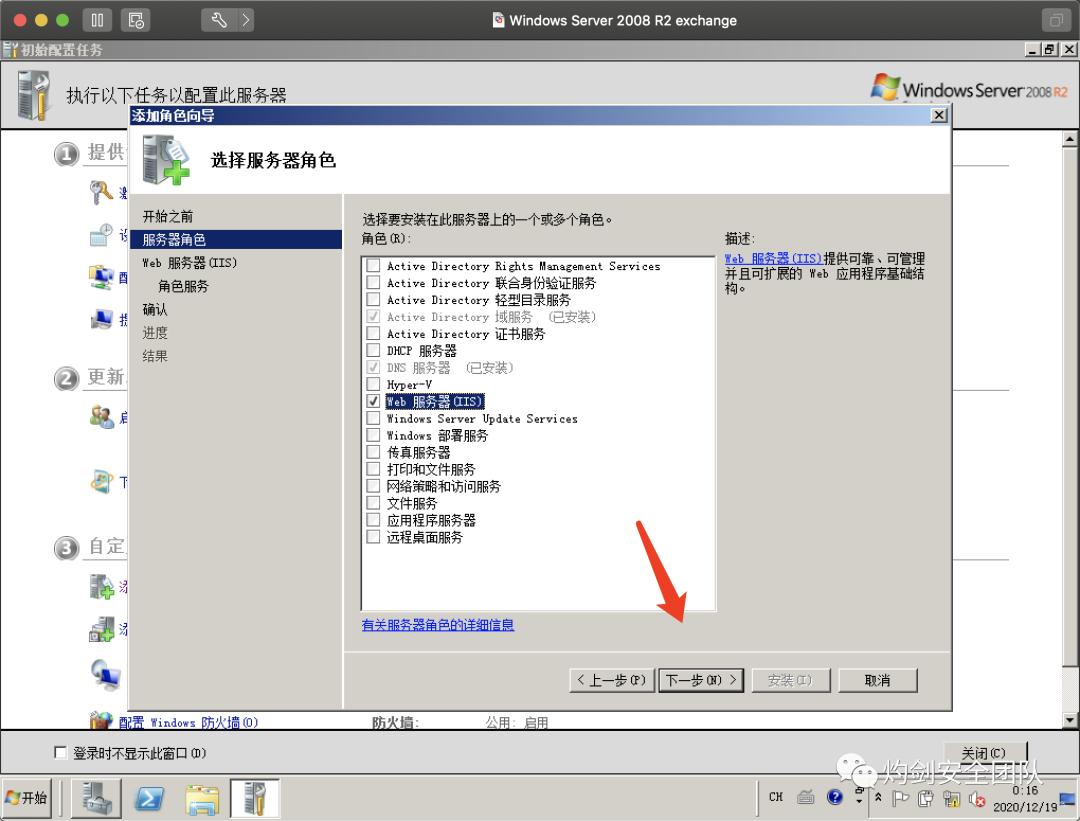 Windows Server 2008 R2 exchange
初始配置任务
执行以下任务以配置此服务器
Windows Server 2008 R2
添加角色向导
选择服务器角色
1 提供
2 更新
3 自定
开始之前
服务器角色
Web 服务器(IIS)
角色服务
确认
进度
结果
选择要安装在此服务器上的一个或多个角色。
角色(R):
Active Directory Rights Management Services
Active Directory 联合身份验证服务
Active Directory 轻型目录服务
Active Directory 域服务 (已安装)
Active Directory 证书服务
DHCP 服务器
DNS 服务器 (已安装)
Hyper-V
Web 服务器(IIS)
Windows Server Update Services
Windows 部署服务
传真服务器
打印和文件服务
网络策略和访问服务
文件服务
应用程序服务器
远程桌面服务
有关服务器角色的详细信息
描述:
Web 服务器(IIS)提供可靠、可管理
并且可扩展的 Web 应用程序基础结
构。
< 上一步(P)
下一步(N) >
安装(I)
取消
配置 Windows 防火墙(O)
防火墙:
公用: 启用
登录时不显示此窗口(D)
关闭(C)
灼剑安全团队
开始
CH
0:16
2020/12/19